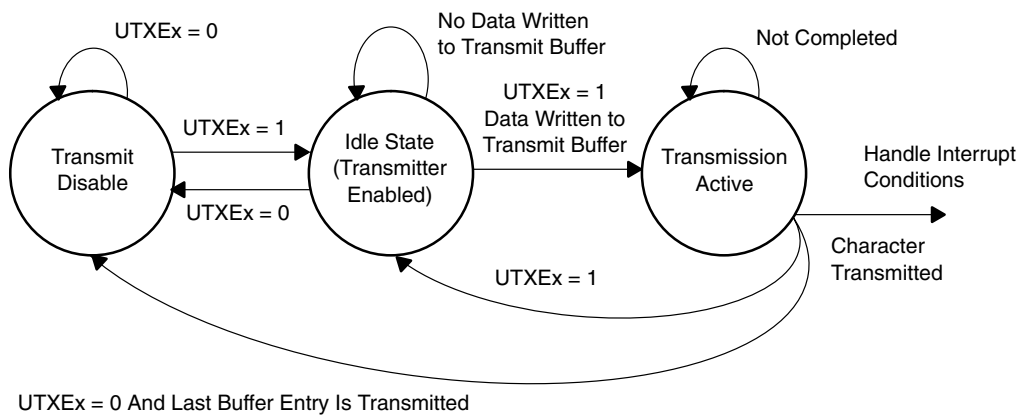 UTXEx = 0
No Data Written
to Transmit Buffer
Not Completed
UTXEx = 1
UTXEx = 1
Data Written to
Transmit Buffer
Transmit
Disable
Idle State
(Transmitter
Enabled)
Transmission
Active
Handle Interrupt
Conditions
UTXEx = 0
Character
Transmitted
UTXEx = 1
UTXEx = 0 And Last Buffer Entry Is Transmitted